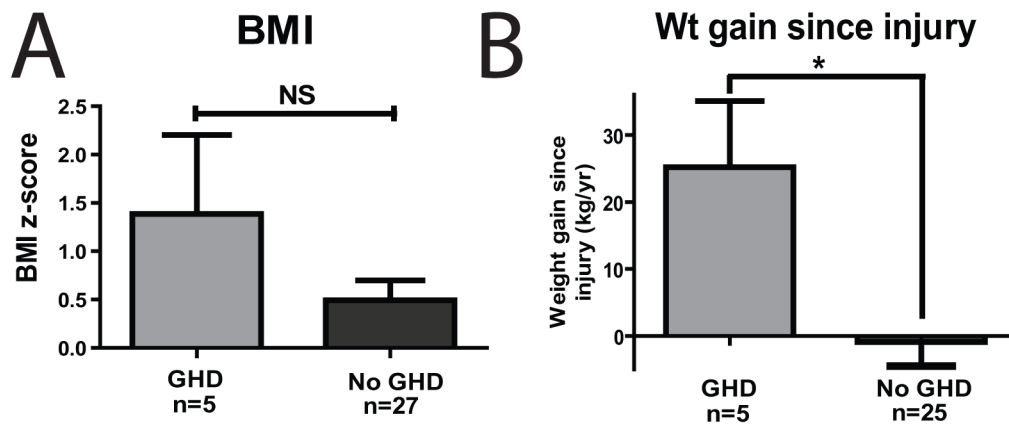 A
BMI
NS
BMI z-score
2.5
2.0
1.5
1.0
0.5
0.0
GHD
n=5
No GHD
n=27
B
Wt gain since injury
*
Weight gain since
injury (kg/yr)
30
20
10
0
GHD
n=5
No GHD
n=25